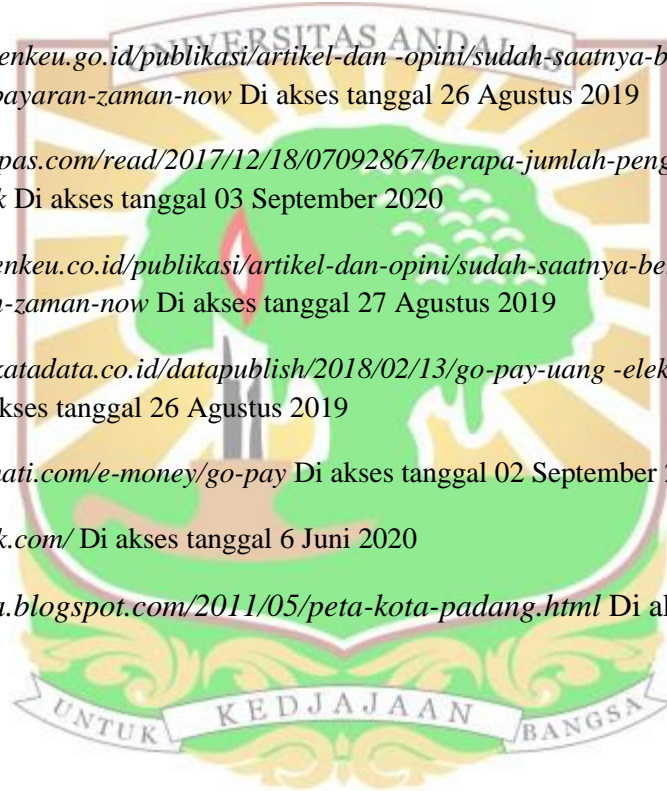 UNIVERSITAS ANDALAS
enkeu.go.id/publikasi/artikel-dan -opini/sudah-saatnya-b
bayaran-zaman-now Di akses tanggal 26 Agustus 2019
pas.com/read/2017/12/18/07092867/berapa-jumlah-peng
k Di akses tanggal 03 September 2020
enkeu.co.id/publikasi/artikel-dan-opini/sudah-saatnya-be
n-zaman-now Di akses tanggal 27 Agustus 2019
katadata.co.id/datapublish/2018/02/13/go-pay-uang -elek
kses tanggal 26 Agustus 2019
nati.com/e-money/go-pay Di akses tanggal 02 September
k.com/ Di akses tanggal 6 Juni 2020
a.blogspot.com/2011/05/peta-kota-padang.html Di ak
UNTUK KEDJAJAAN BANGSA